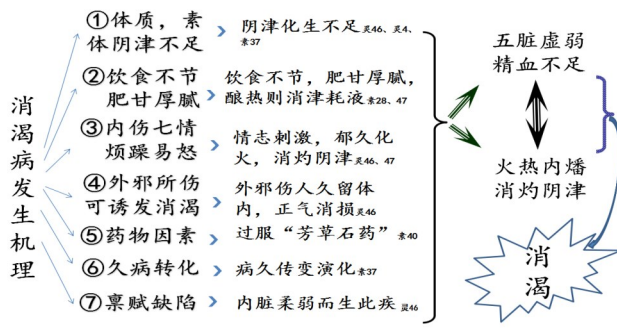 消渴病发生机理
①体质，素
体阴津不足
阴津化生不足灵46、灵4、
素37
②饮食不节
肥甘厚腻
饮食不节，肥甘厚腻，
酿热则消津耗液素28、47
③内伤七情
烦躁易怒
情志刺激，郁久化
火，消灼阴津灵46、47
④外邪所伤
可诱发消渴
外邪伤人久留体
内，正气消损灵46
⑤药物因素
过服“芳草石药”素40
⑥久病转化
病久传变演化素37
⑦禀赋缺陷
内脏柔弱而生此疾灵46
五脏虚弱
精血不足
火热内燔
消灼阴津
消渴